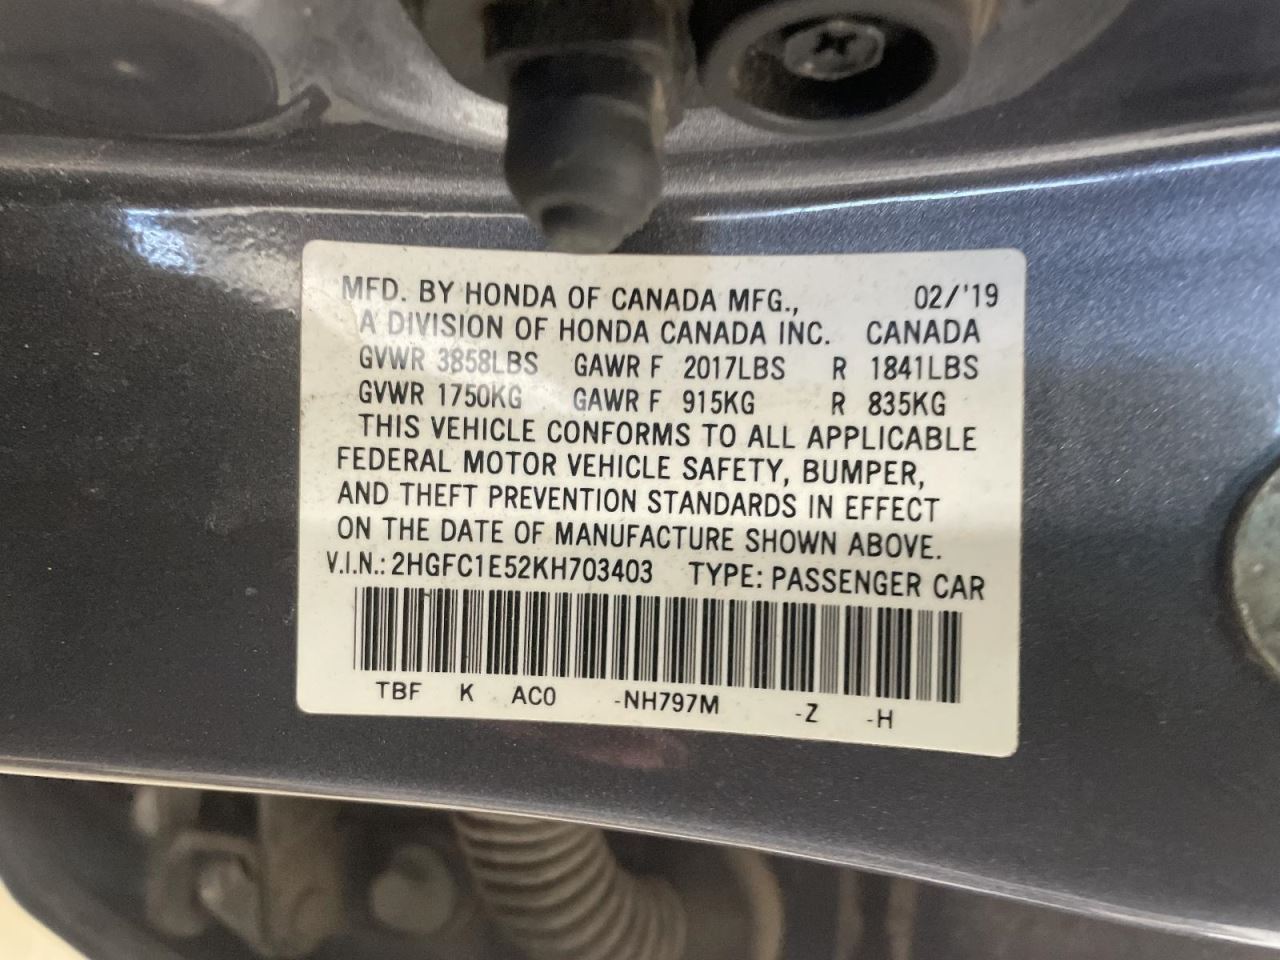 MFD. BY HONDA OF CANADA MFG., 02/'19
A DIVISION OF HONDA CANADA INC. CANADA
GVWR 3858LBS GAWR F 2017LBS R 1841LBS
GVWR 1750KG GAWR F 915KG R 835KG
THIS VEHICLE CONFORMS TO ALL APPLICABLE
FEDERAL MOTOR VEHICLE SAFETY, BUMPER,
AND THEFT PREVENTION STANDARDS IN EFFECT
ON THE DATE OF MANUFACTURE SHOWN ABOVE.
V.I.N.: 2HGFC1E52KH703403 TYPE: PASSENGER CAR
TBF K AC0 -NH797M -Z -H